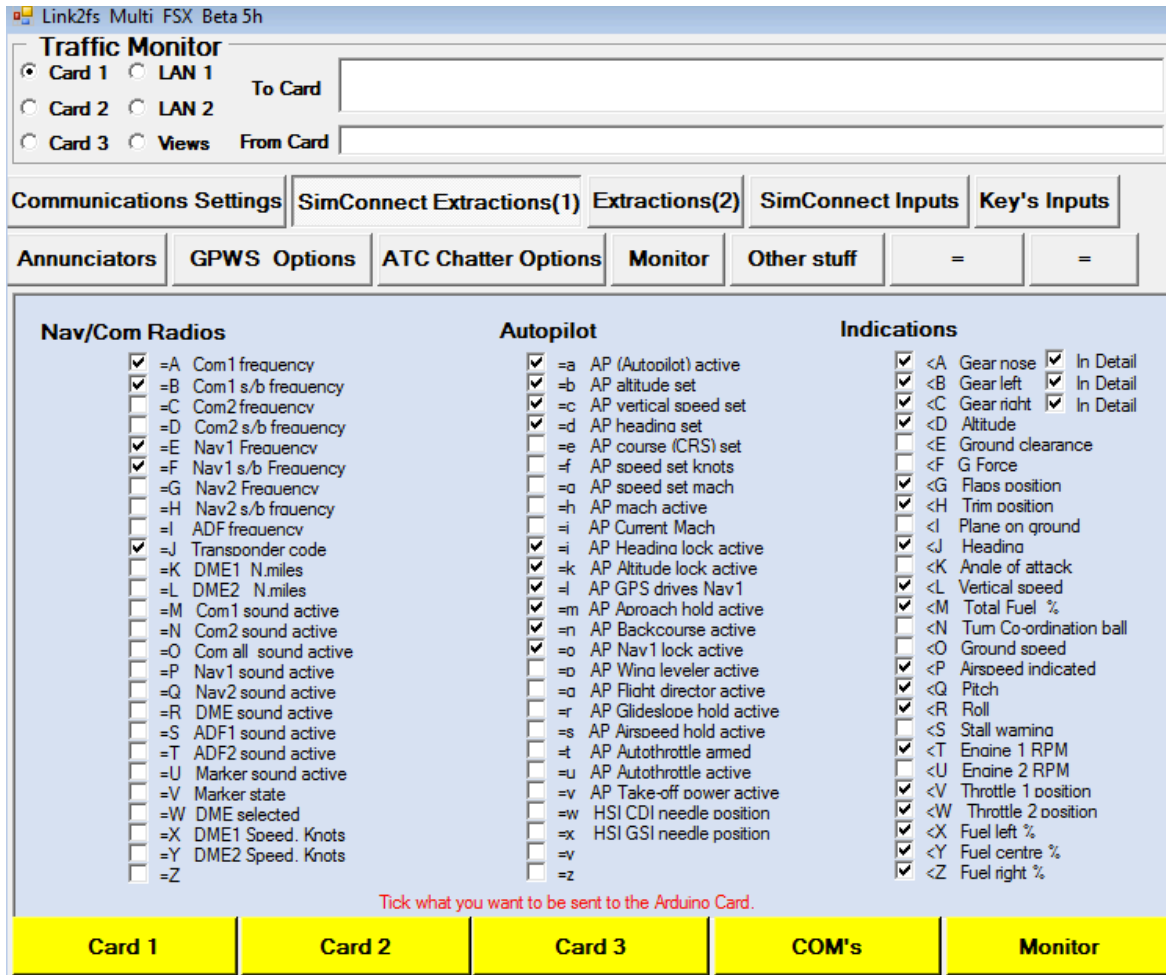 Link2fs Multi FSX Beta 5h
Traffic Monitor
Card 1 LAN 1
To Card
Card 2 LAN 2
Card 3 Views From Card
Communications Settings SimConnect Extractions(1) Extractions(2) SimConnect Inputs Key's Inputs
Annunciators GPWS Options ATC Chatter Options Monitor Other stuff = =
Nav/Com Radios
=A Com1 frequency
=B Com1 s/b frequency
=C Com2 frequency
=D Com2 s/b frequency
=E Nav1 Frequency
=F Nav1 s/b Frequency
=G Nav2 Frequency
=H Nav2 s/b frequency
=I ADF frequency
=J Transponder code
=K DME1 N.miles
=L DME2 N.miles
=M Com1 sound active
=N Com2 sound active
=O Com all sound active
=P Nav1 sound active
=Q Nav2 sound active
=R DME sound active
=S ADF1 sound active
=T ADF2 sound active
=U Marker sound active
=V Marker state
=W DME selected
=X DME1 Speed. Knots
=Y DME2 Speed. Knots
=Z
Autopilot
=a AP (Autopilot) active
=b AP altitude set
=c AP vertical speed set
=d AP heading set
=e AP course (CRS) set
=f AP speed set knots
=g AP speed set mach
=h AP mach active
=i AP Current Mach
=j AP Heading lock active
=k AP Altitude lock active
=l AP GPS drives Nav1
=m AP Aproach hold active
=n AP Backcourse active
=o AP Nav1 lock active
=p AP Wing leveler active
=q AP Flight director active
=r AP Glideslope hold active
=s AP Airspeed hold active
=t AP Autothrottle armed
=u AP Autothrottle active
=v AP Take-off power active
=w HSI CDI needle position
=x HSI GSI needle position
=y
=z
Indications
<A Gear nose In Detail
<B Gear left In Detail
<C Gear right In Detail
<D Altitude
<E Ground clearance
<F G Force
<G Flaps position
<H Trim position
<I Plane on ground
<J Heading
<K Angle of attack
<L Vertical speed
<M Total Fuel %
<N Turn Co-ordination ball
<O Ground speed
<P Airspeed indicated
<Q Pitch
<R Roll
<S Stall warning
<T Engine 1 RPM
<U Engine 2 RPM
<V Throttle 1 position
<W Throttle 2 position
<X Fuel left %
<Y Fuel centre %
<Z Fuel right %
Tick what you want to be sent to the Arduino Card.
Card 1 Card 2 Card 3 COM's Monitor